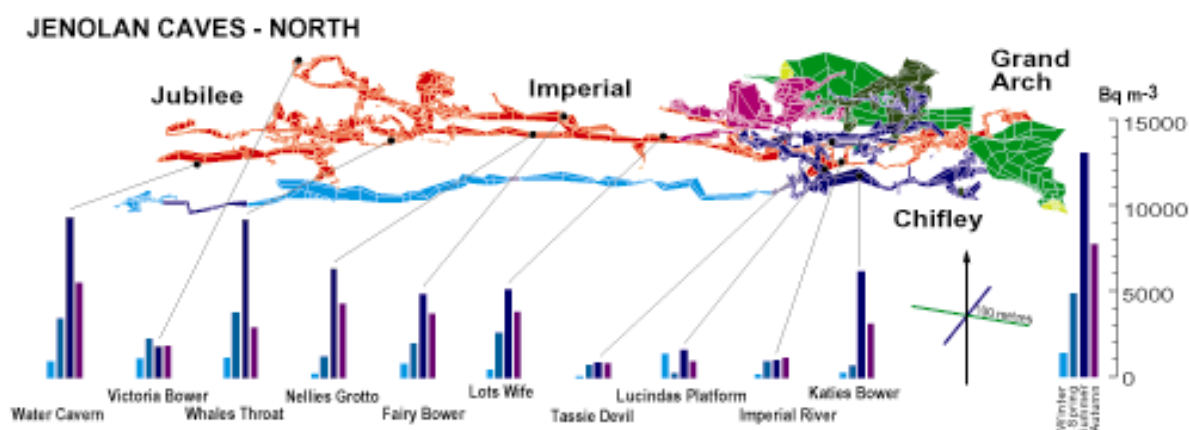 JENOLAN CAVES - NORTH
Jubilee
Imperial
Grand
Arch
Bq m-3
15000
10000
5000
0
Chifley
100 metres
Water Cavern
Victoria Bower
Whales Throat
Nellies Grotto
Fairy Bower
Lots Wife
Tassie Devil
Lucindas Platform
Imperial River
Katies Bower
Winter
Spring
Summer
Autumn